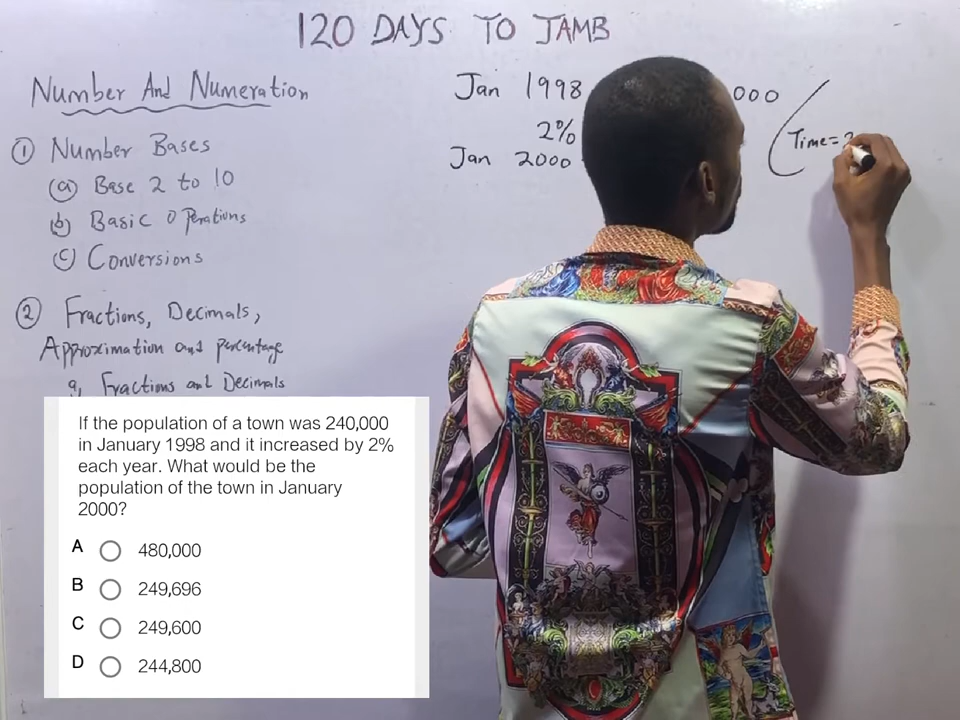 120 DAYS TO JAMB
Number And Numeration
① Number Bases
(a) Base 2 to 10
(b) Basic Operations
(c) Conversions
② Fractions, Decimals,
Approximation and percentage
a, Fractions and Decimals
Jan 1998 000
2%
Jan 2000
Time=
If the population of a town was 240,000
in January 1998 and it increased by 2%
each year. What would be the
population of the town in January
2000?
A 480,000
B 249,696
C 249,600
D 244,800